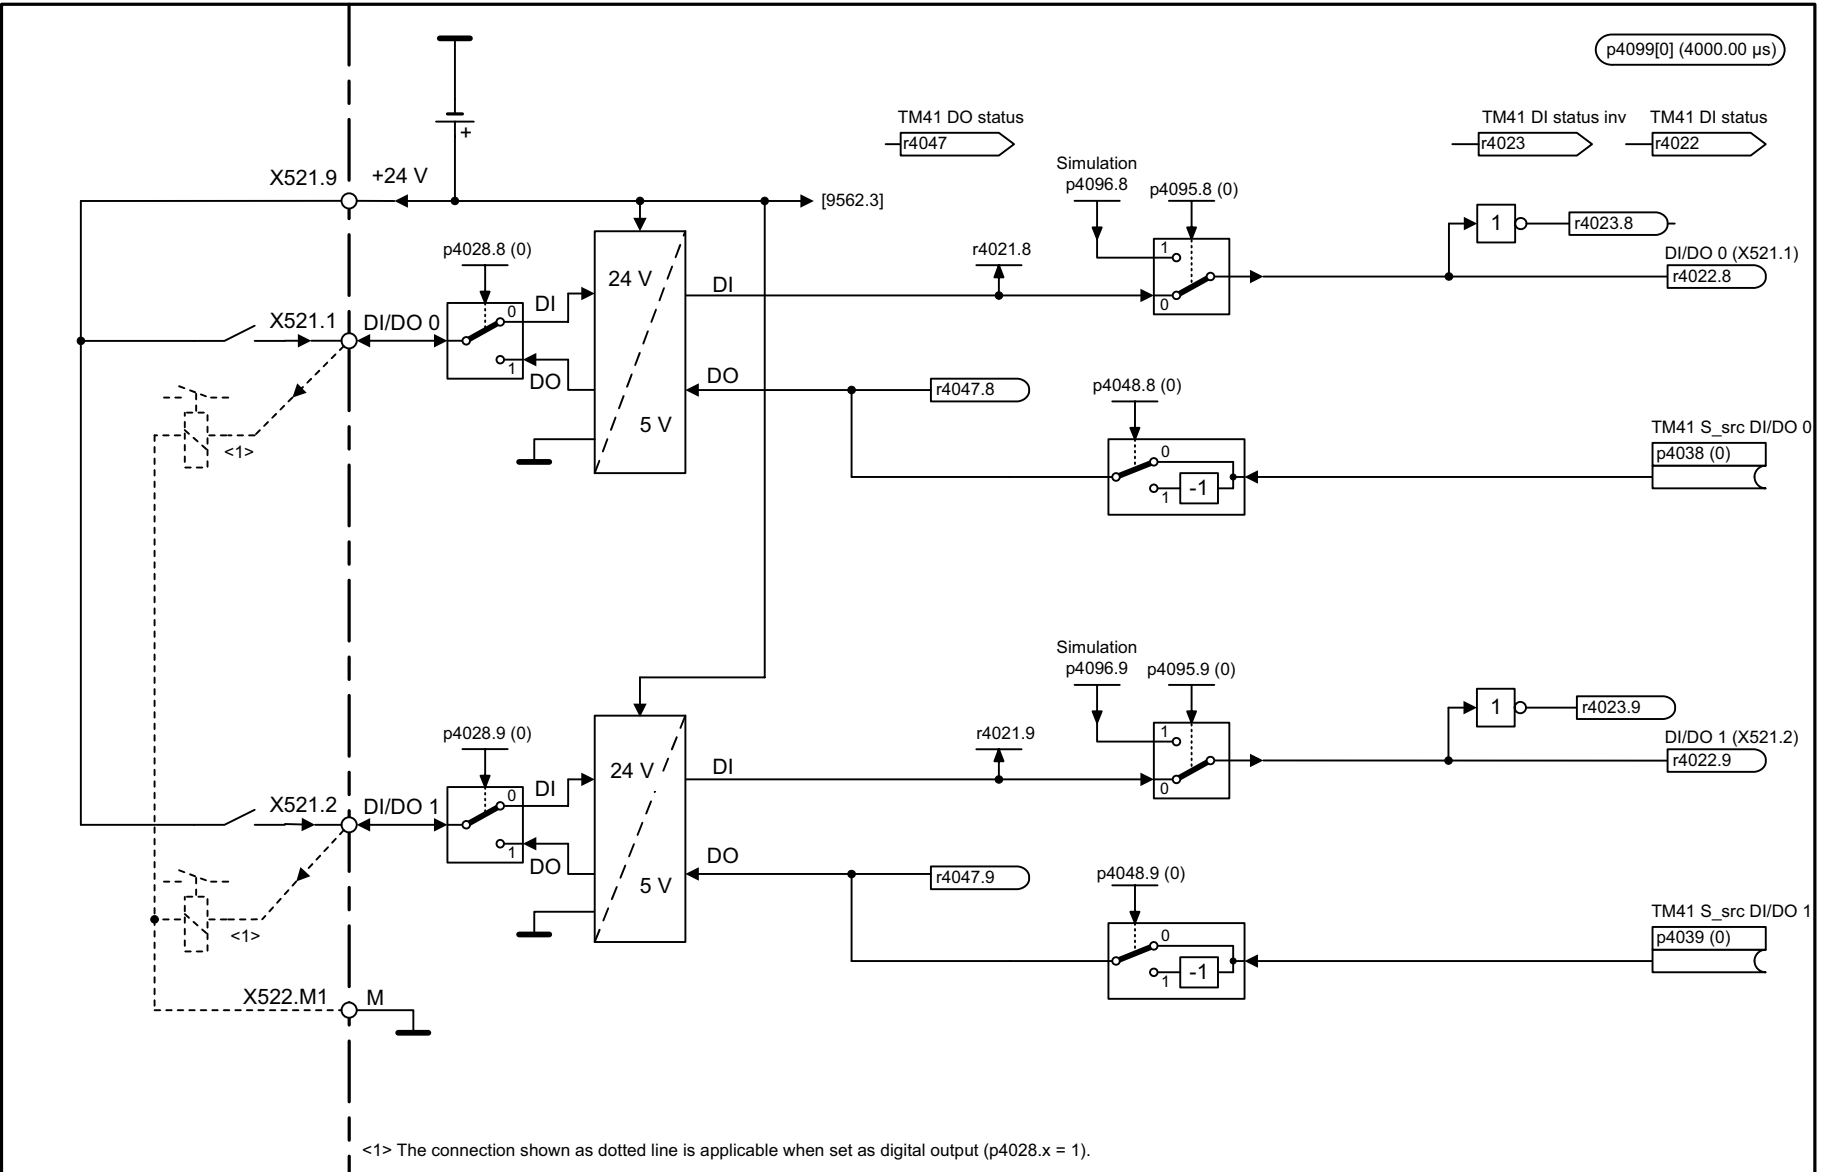 p4099[0] (4000.00 µs)
TM41 DO status
r4047
TM41 DI status inv
r4023
TM41 DI status
r4022
+
X521.9
+24 V
[9562.3]
Simulation
p4096.8
p4095.8 (0)
p4028.8 (0)
24 V
5 V
DI
r4021.8
1
0
1
r4023.8
DI/DO 0 (X521.1)
r4022.8
X521.1
DI/DO 0
0
1
DI
DO
DO
r4047.8
p4048.8 (0)
0
1
-1
TM41 S_src DI/DO 0
p4038 (0)
<1>
Simulation
p4096.9
p4095.9 (0)
p4028.9 (0)
24 V
5 V
DI
r4021.9
1
0
1
r4023.9
DI/DO 1 (X521.2)
r4022.9
X521.2
DI/DO 1
0
1
DI
DO
DO
r4047.9
p4048.9 (0)
0
1
-1
TM41 S_src DI/DO 1
p4039 (0)
<1>
X522.M1
M
<1> The connection shown as dotted line is applicable when set as digital output (p4028.x = 1).